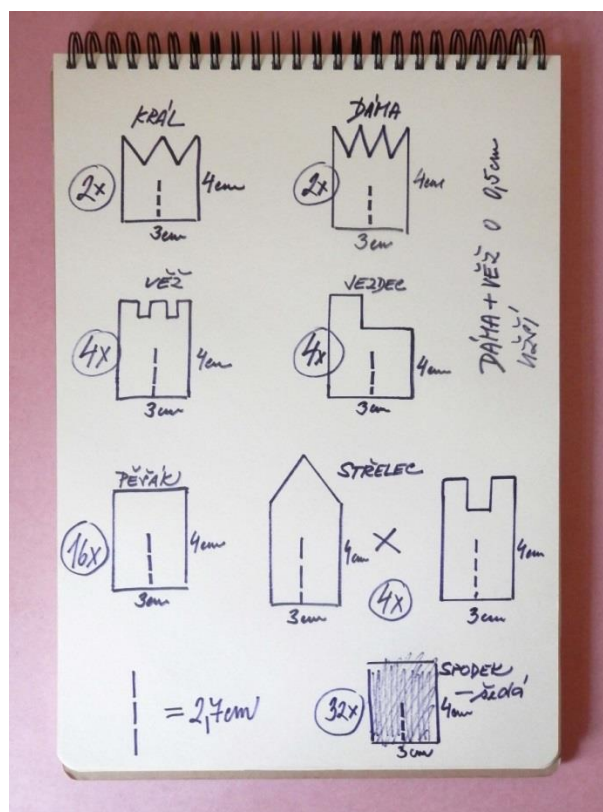 KRÁL
DÁMA
2x
4cm
3cm
2x
4cm
3cm
DÁMA + VĚŽ O 0,5cm
UŽŠÍ
VĚŽ
JEZDEC
4x
4cm
3cm
4x
4cm
3cm
PĚŠÁK
STŘELEC
16x
4cm
3cm
4cm
×
4cm
3cm
4x
3cm
= 2,7cm
32x
SPODEK
- šedá
4cm
3cm